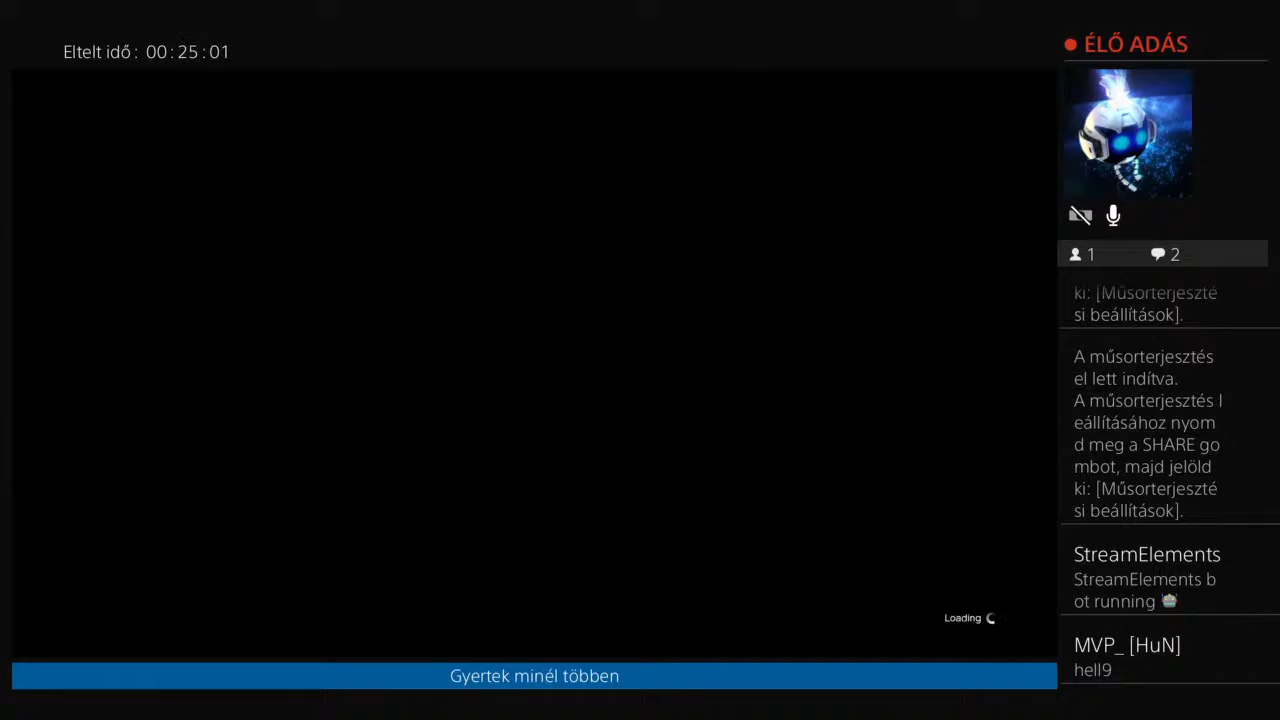 Eltelt idő : 00 : 25 : 01
ÉLŐ ADÁS
1 2
ki: [Műsorterjeszté
si beállítások].
A műsorterjesztés
el lett indítva.
A műsorterjesztés l
eállításához nyom
d meg a SHARE go
mbot, majd jelöld
ki: [Műsorterjeszté
si beállítások].
StreamElements
StreamElements b
ot running
MVP_ [HuN]
hell9
Loading
Gyertek minél többen